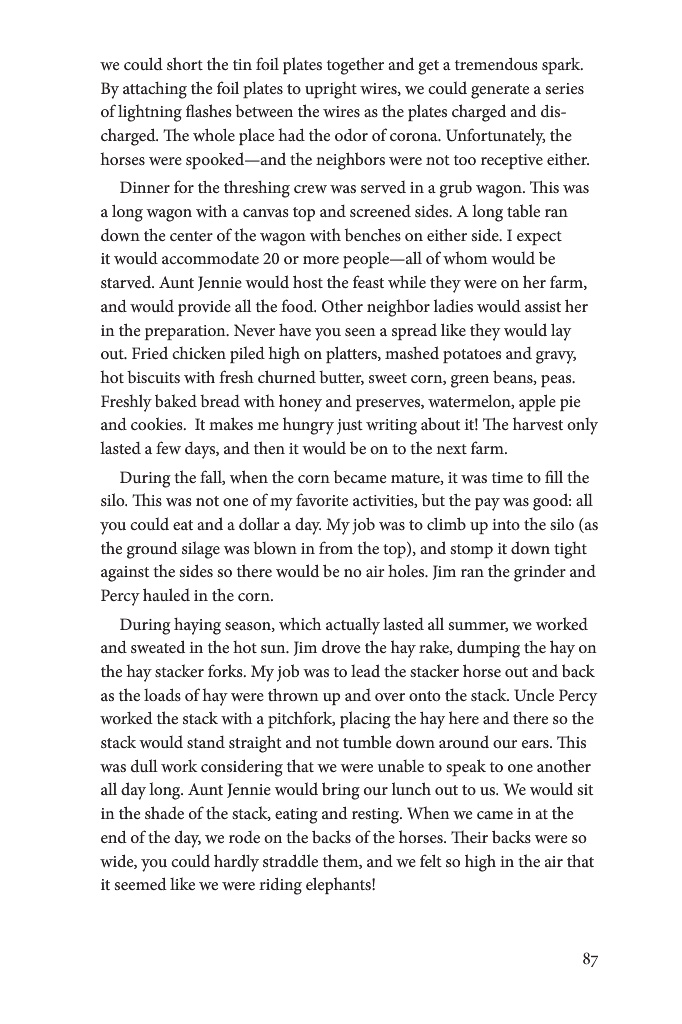 we could short the tin foil plates together and get a tremendous spark.
By attaching the foil plates to upright wires, we could generate a series
of lightning flashes between the wires as the plates charged and dis-
charged. The whole place had the odor of corona. Unfortunately, the
horses were spooked—and the neighbors were not too receptive either.
Dinner for the threshing crew was served in a grub wagon. This was
a long wagon with a canvas top and screened sides. A long table ran
down the center of the wagon with benches on either side. I expect
it would accommodate 20 or more people—all of whom would be
starved. Aunt Jennie would host the feast while they were on her farm,
and would provide all the food. Other neighbor ladies would assist her
in the preparation. Never have you seen a spread like they would lay
out. Fried chicken piled high on platters, mashed potatoes and gravy,
hot biscuits with fresh churned butter, sweet corn, green beans, peas.
Freshly baked bread with honey and preserves, watermelon, apple pie
and cookies.  It makes me hungry just writing about it! The harvest only
lasted a few days, and then it would be on to the next farm.
During the fall, when the corn became mature, it was time to fill the
silo. This was not one of my favorite activities, but the pay was good: all
you could eat and a dollar a day. My job was to climb up into the silo (as
the ground silage was blown in from the top), and stomp it down tight
against the sides so there would be no air holes. Jim ran the grinder and
Percy hauled in the corn.
During haying season, which actually lasted all summer, we worked
and sweated in the hot sun. Jim drove the hay rake, dumping the hay on
the hay stacker forks. My job was to lead the stacker horse out and back
as the loads of hay were thrown up and over onto the stack. Uncle Percy
worked the stack with a pitchfork, placing the hay here and there so the
stack would stand straight and not tumble down around our ears. This
was dull work considering that we were unable to speak to one another
all day long. Aunt Jennie would bring our lunch out to us. We would sit
in the shade of the stack, eating and resting. When we came in at the
end of the day, we rode on the backs of the horses. Their backs were so
wide, you could hardly straddle them, and we felt so high in the air that
it seemed like we were riding elephants!
87